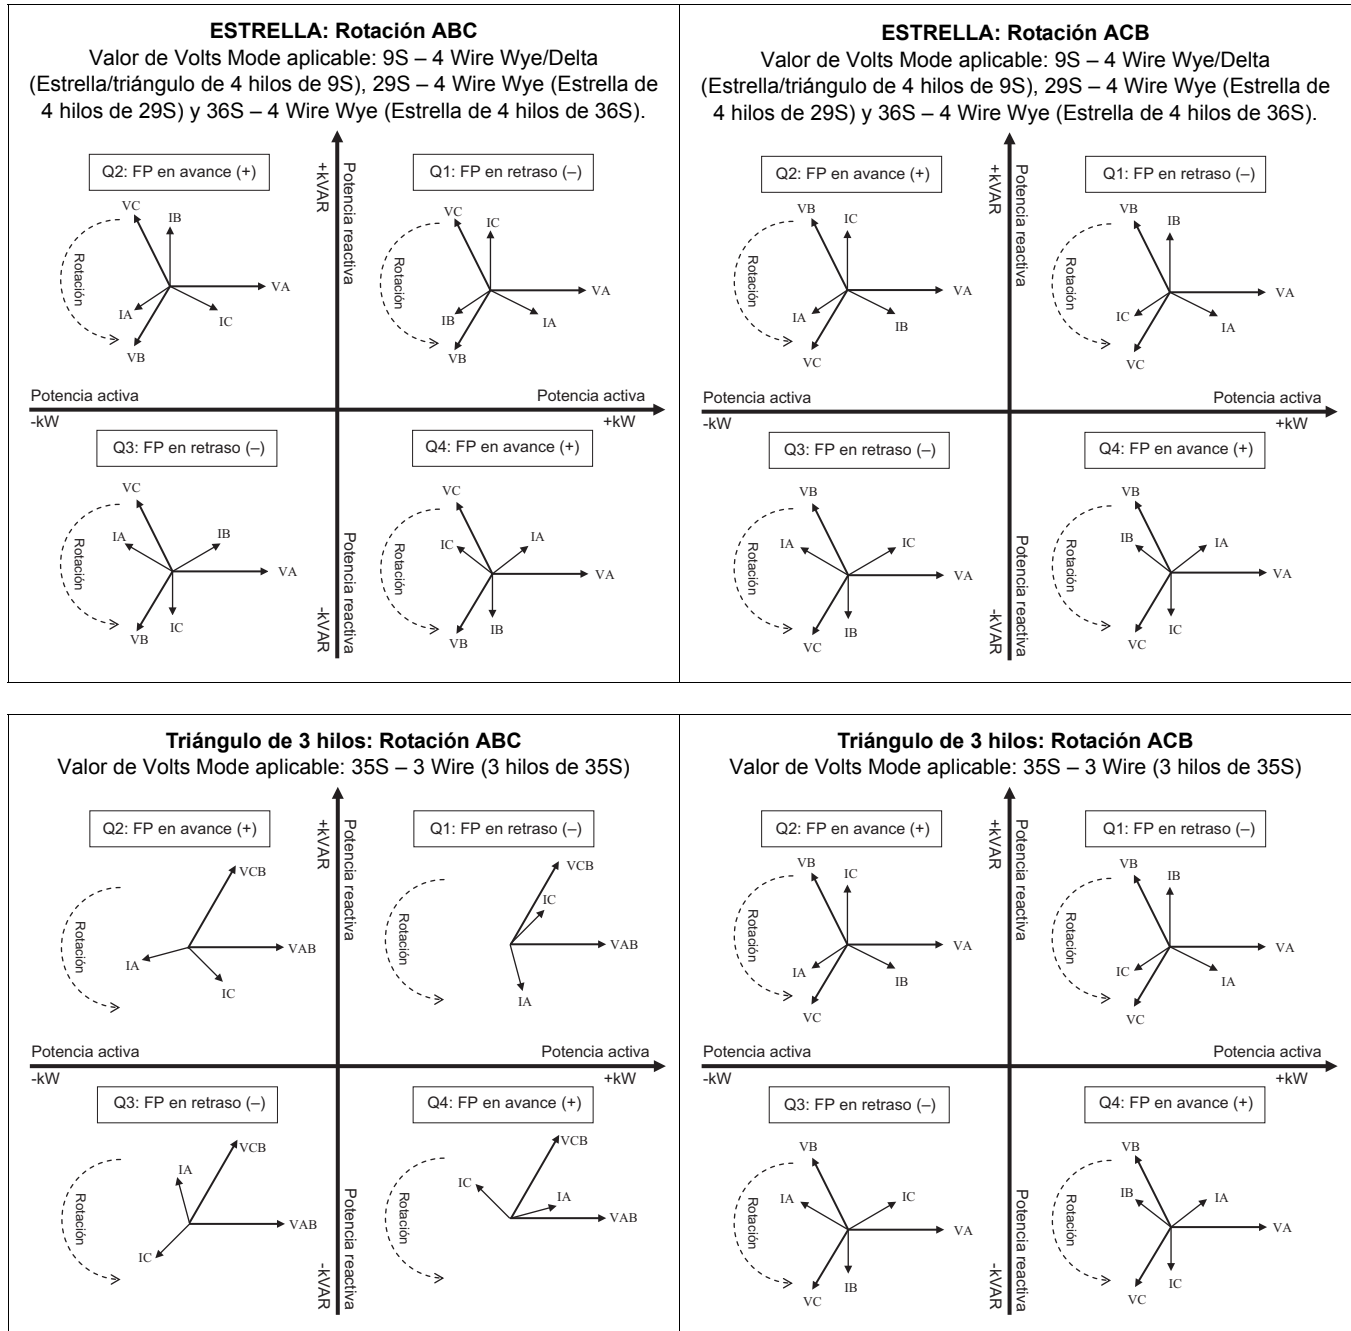 ESTRELLA: Rotación ABC
Valor de Volts Mode aplicable: 9S – 4 Wire Wye/Delta
(Estrella/triángulo de 4 hilos de 9S), 29S – 4 Wire Wye (Estrella de
4 hilos de 29S) y 36S – 4 Wire Wye (Estrella de 4 hilos de 36S).
Q2: FP en avance (+)
Q1: FP en retraso (–)
+kVAR
Potencia reactiva
VC
IB
VA
IA
IC
VB
Rotación
VC
IC
VA
IB
IA
VB
Rotación
Potencia activa
-kW
Potencia activa
+kW
Q3: FP en retraso (–)
Q4: FP en avance (+)
VC
IA
IB
VA
VB
IC
Rotación
VC
IC
IA
VA
VB
IB
Rotación
-kVAR
Potencia reactiva
ESTRELLA: Rotación ACB
Valor de Volts Mode aplicable: 9S – 4 Wire Wye/Delta
(Estrella/triángulo de 4 hilos de 9S), 29S – 4 Wire Wye (Estrella de
4 hilos de 29S) y 36S – 4 Wire Wye (Estrella de 4 hilos de 36S).
Q2: FP en avance (+)
Q1: FP en retraso (–)
+kVAR
Potencia reactiva
VB
IC
VA
IA
IB
VC
Rotación
VB
IB
VA
IC
IA
VC
Rotación
Potencia activa
-kW
Potencia activa
+kW
Q3: FP en retraso (–)
Q4: FP en avance (+)
VB
IA
IC
VA
IB
VC
Rotación
VB
IB
IA
VA
VC
IC
Rotación
-kVAR
Potencia reactiva
Triángulo de 3 hilos: Rotación ABC
Valor de Volts Mode aplicable: 35S – 3 Wire (3 hilos de 35S)
Q2: FP en avance (+)
Q1: FP en retraso (–)
+kVAR
Potencia reactiva
VCB
VAB
IA
IC
Rotación
VCB
IC
VAB
IA
Rotación
Potencia activa
-kW
Potencia activa
+kW
Q3: FP en retraso (–)
Q4: FP en avance (+)
VCB
IA
VAB
IC
Rotación
VCB
IC
IA
VAB
Rotación
-kVAR
Potencia reactiva
Triángulo de 3 hilos: Rotación ACB
Valor de Volts Mode aplicable: 35S – 3 Wire (3 hilos de 35S)
Q2: FP en avance (+)
Q1: FP en retraso (–)
+kVAR
Potencia reactiva
VB
IC
VA
IA
IB
VC
Rotación
VB
IB
VA
IC
IA
VC
Rotación
Potencia activa
-kW
Potencia activa
+kW
Q3: FP en retraso (–)
Q4: FP en avance (+)
VB
IA
IC
VA
IB
VC
Rotación
VB
IB
IA
VA
IC
VC
Rotación
-kVAR
Potencia reactiva